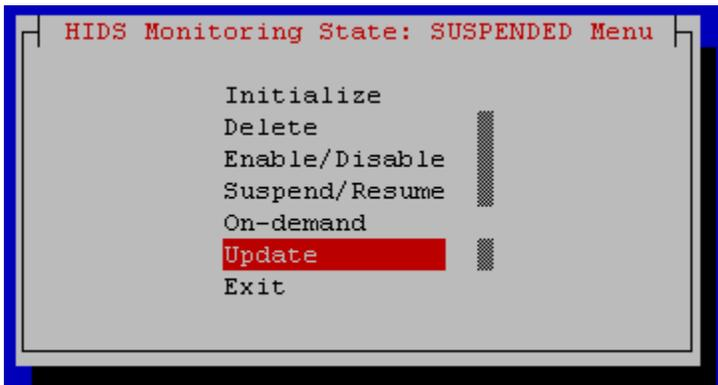 HIDS Monitoring State: SUSPENDED Menu
Initialize
Delete
Enable/Disable
Suspend/Resume
On-demand
Update
Exit